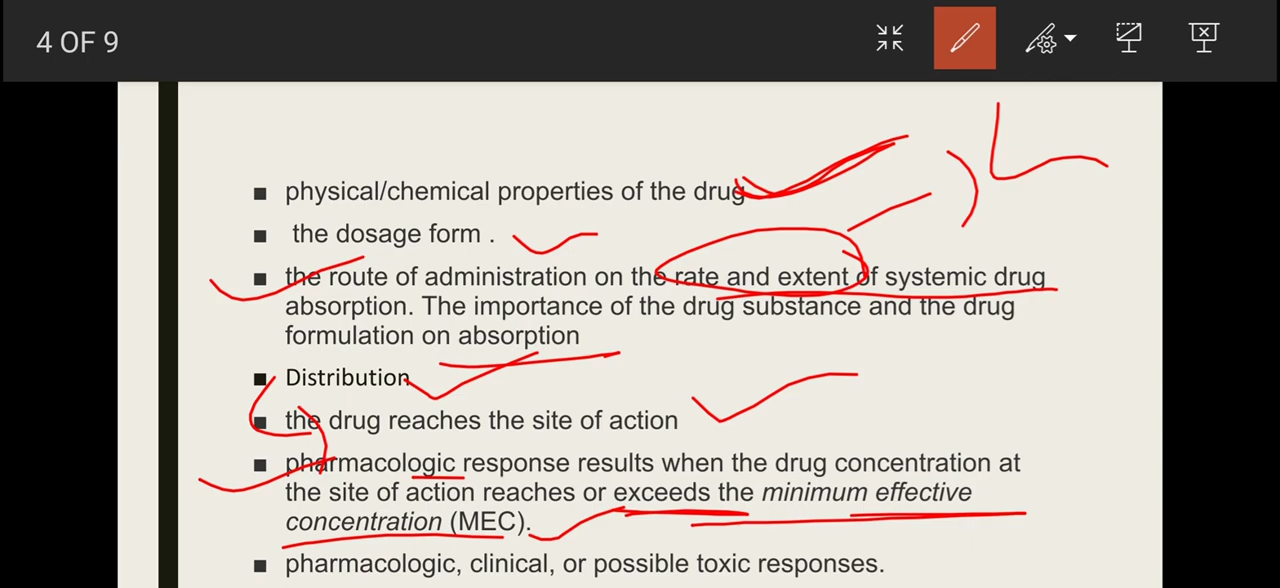 4 OF 9
■ physical/chemical properties of the drug
■ the dosage form .
■ the route of administration on the rate and extent of systemic drug
absorption. The importance of the drug substance and the drug
formulation on absorption
■ Distribution
■ the drug reaches the site of action
■ pharmacologic response results when the drug concentration at
the site of action reaches or exceeds the minimum effective
concentration (MEC).
■ pharmacologic, clinical, or possible toxic responses.